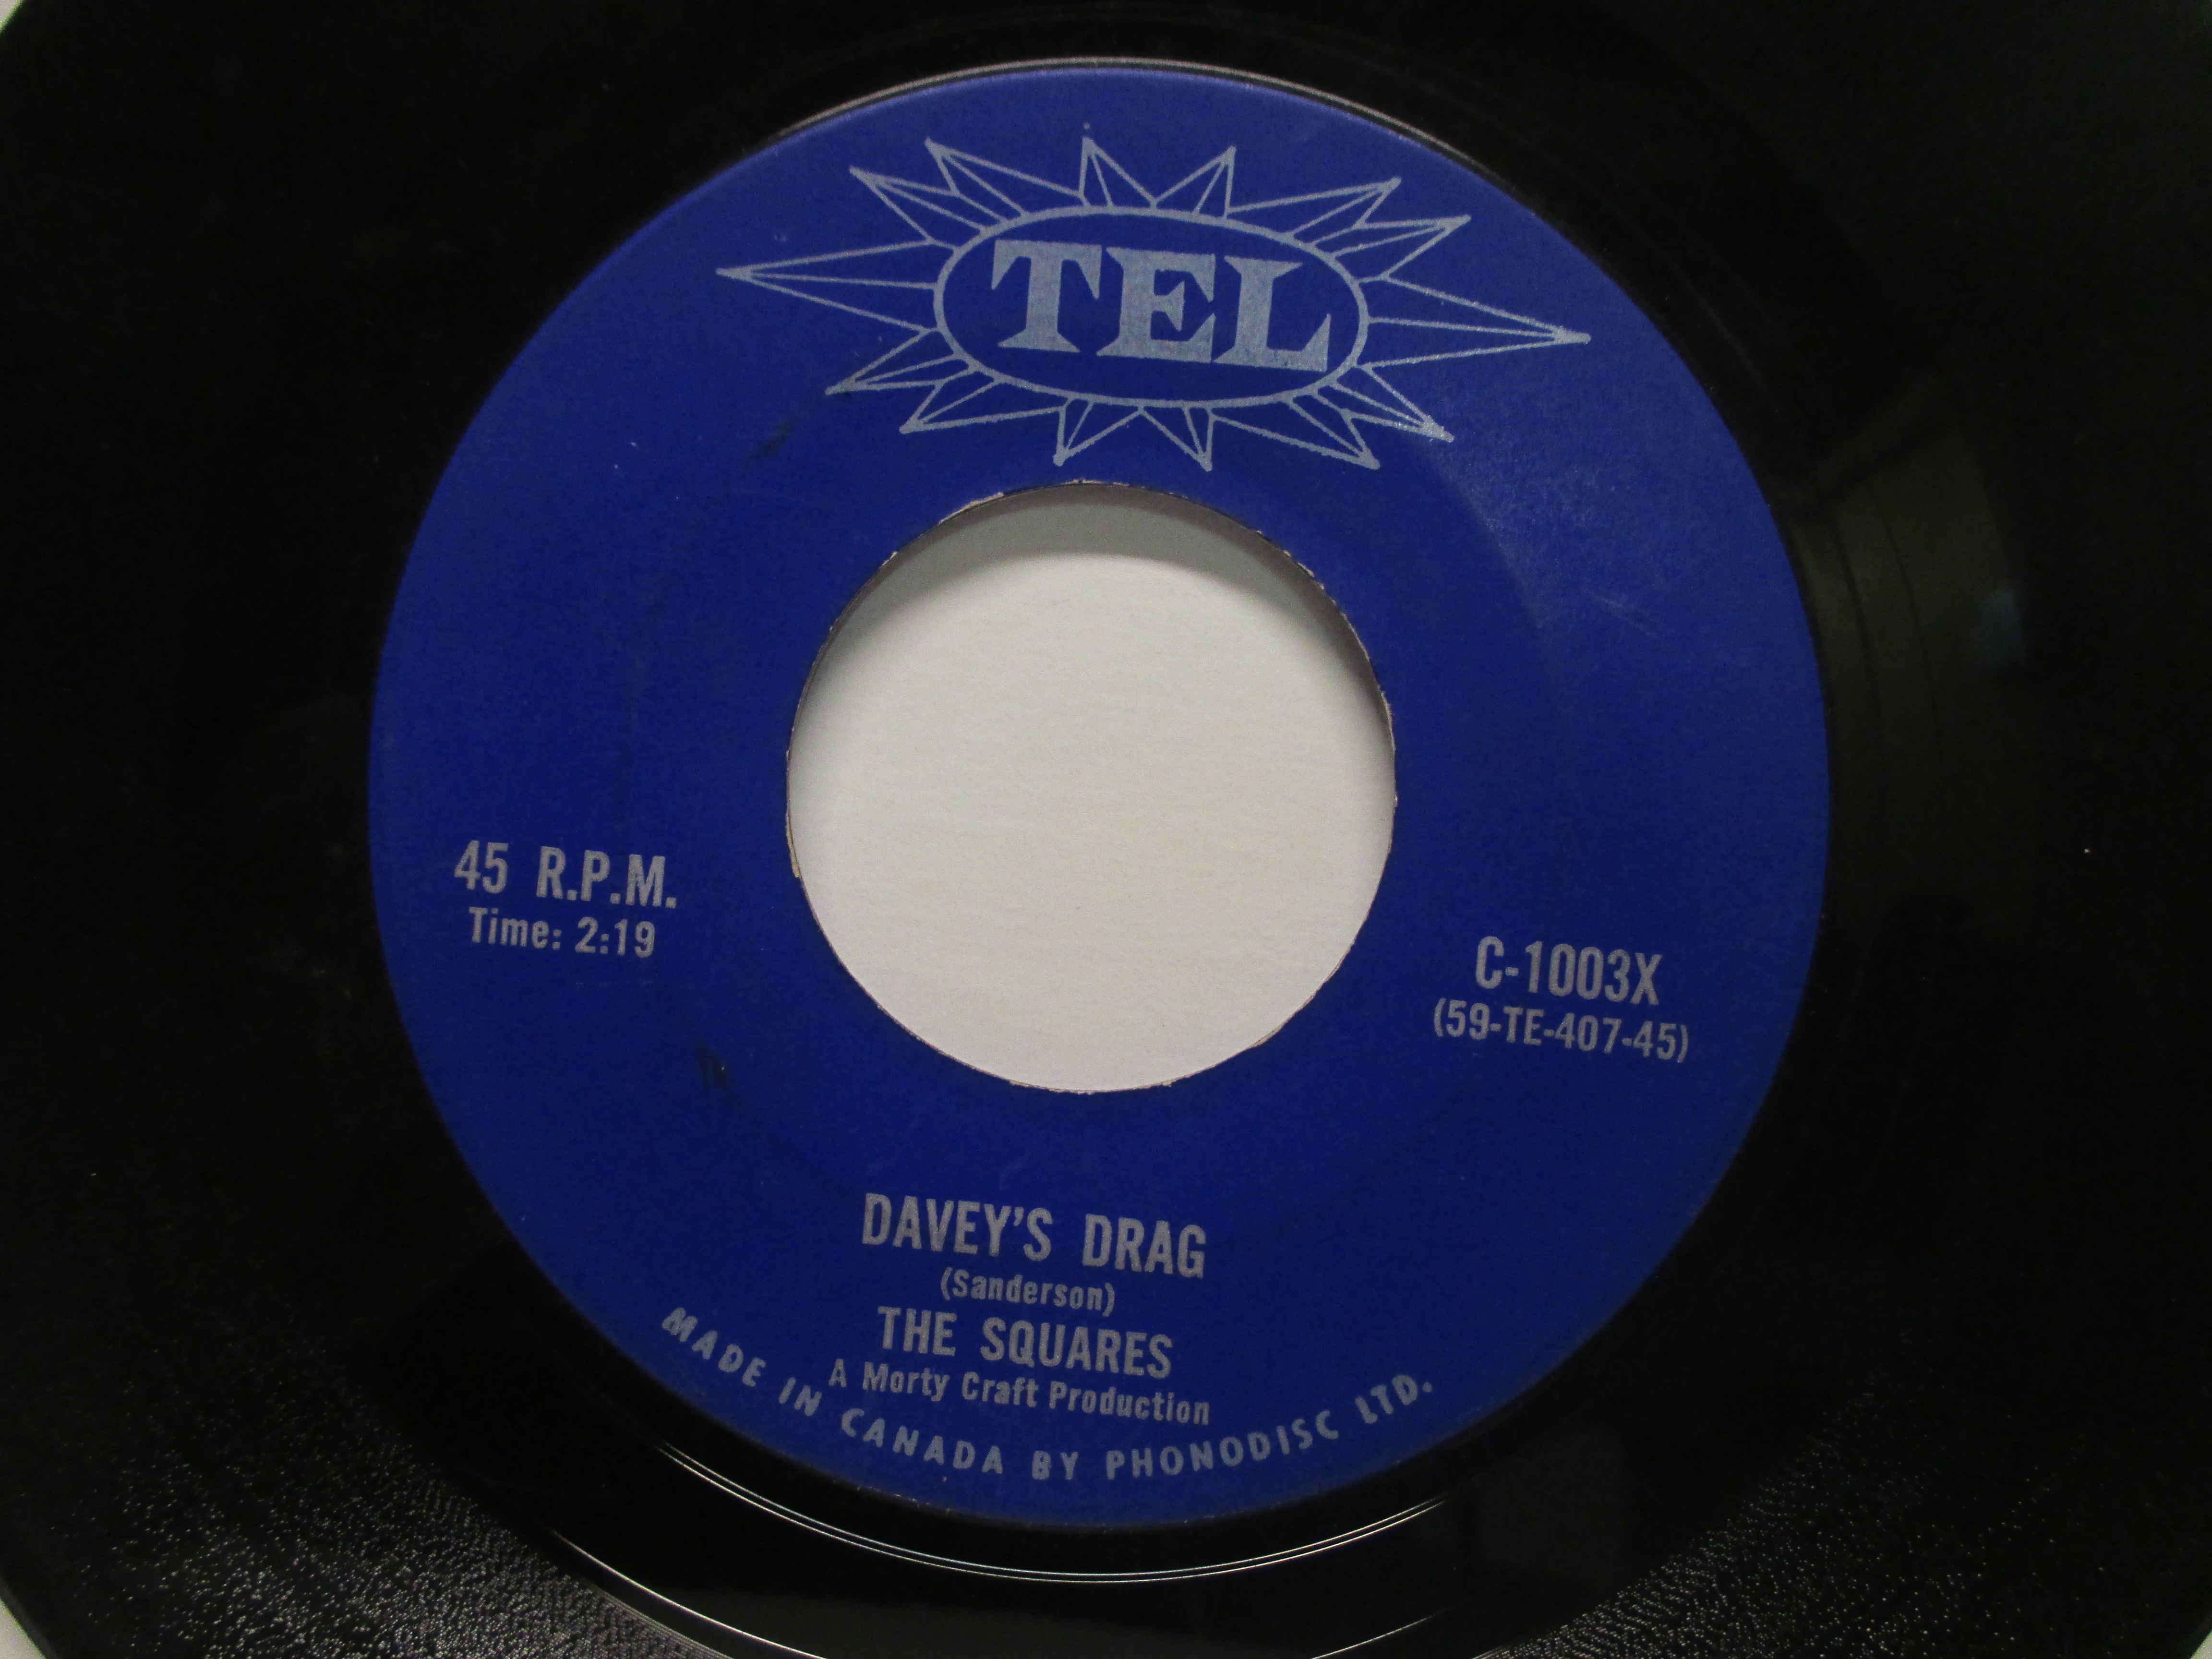 TEL
45 R.P.M.
Time: 2:19
C-1003X
(59-TE-407-45)
DAVEY'S DRAG
(Sanderson)
THE SQUARES
A Morty Craft Production
MADE IN CANADA BY PHONODISC LTD.